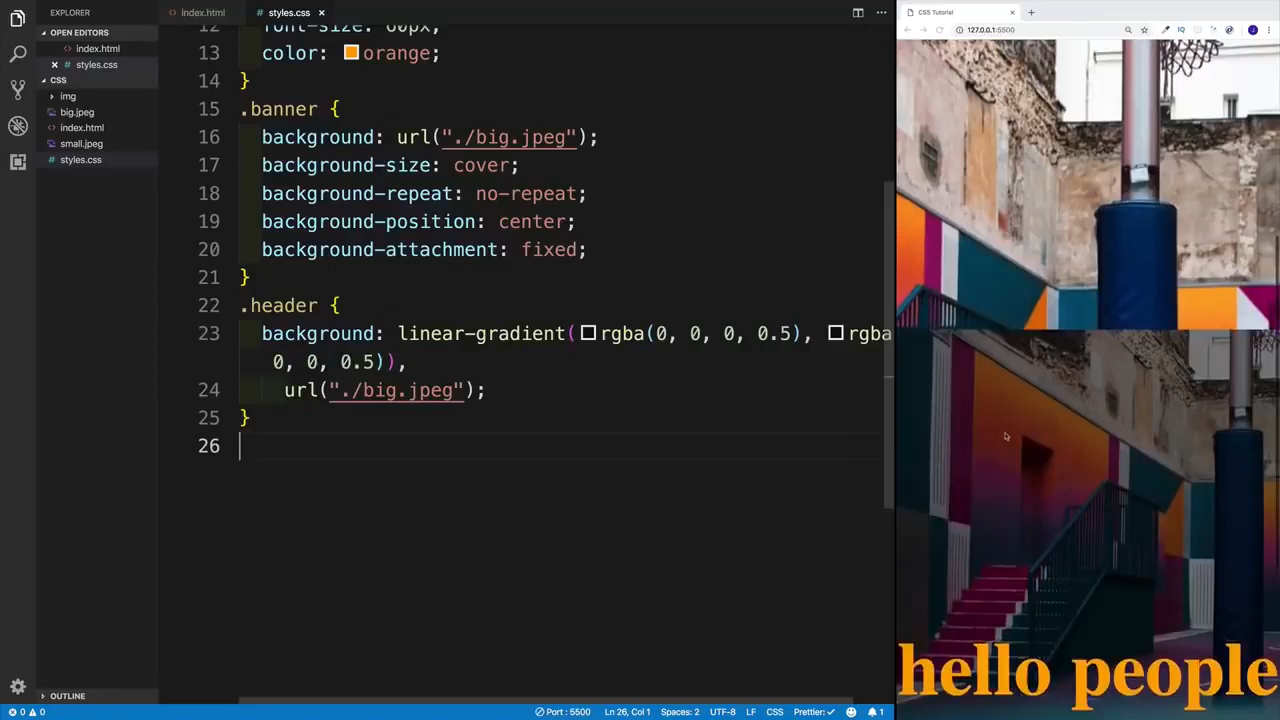 EXPLORER
index.html
styles.css
CSS Tutorial
127.0.0.1:5500
OPEN EDITORS
index.html
styles.css
CSS
img
big.jpeg
index.html
small.jpeg
styles.css
13 color: orange;
14 }
15 .banner {
16 background: url("./big.jpeg");
17 background-size: cover;
18 background-repeat: no-repeat;
19 background-position: center;
20 background-attachment: fixed;
21 }
22 .header {
23 background: linear-gradient(rgba(0, 0, 0, 0.5), rgba
0, 0, 0.5)),
24 url("./big.jpeg");
25 }
26
hello people
OUTLINE
0 0
Port : 5500
Ln 26, Col 1
Spaces: 2
UTF-8
LF
CSS
Prettier: ✓
1